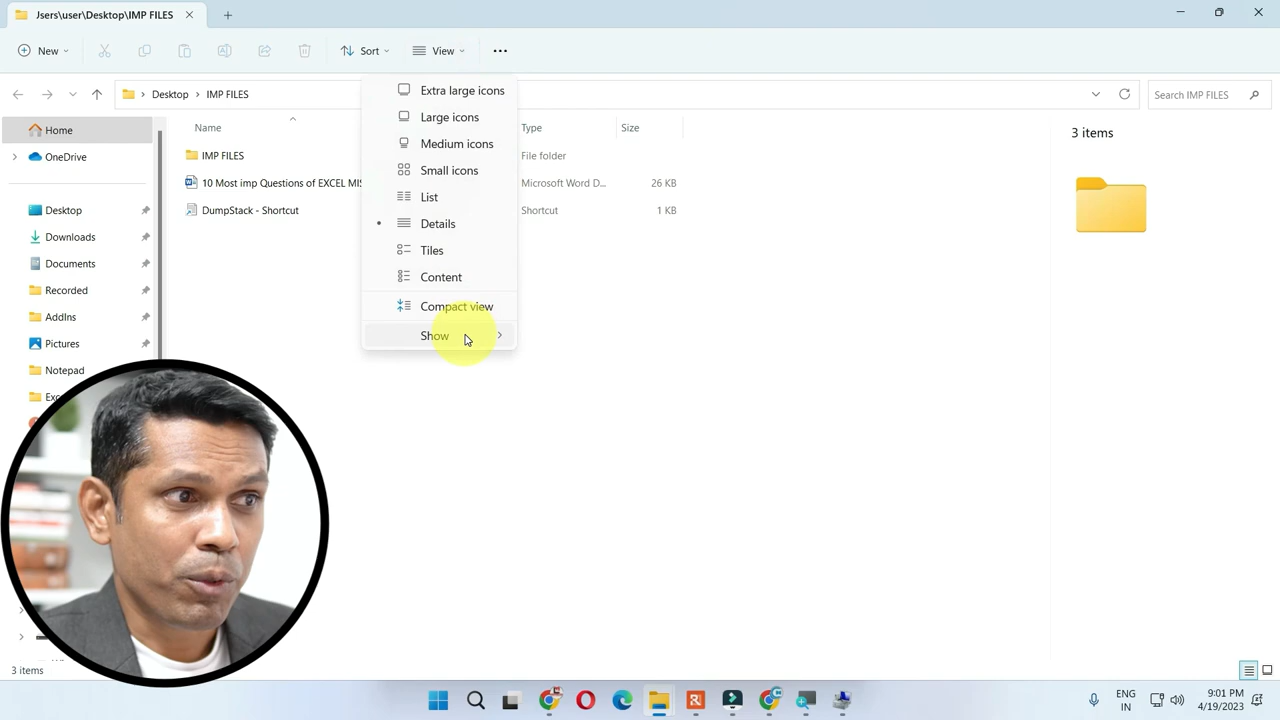 Jsers\user\Desktop\IMP FILES
New
Sort
View
Desktop
IMP FILES
Search IMP FILES
Extra large icons
Large icons
Medium icons
Small icons
List
Details
Tiles
Content
Compact view
Show
Home
OneDrive
Desktop
Downloads
Documents
Recorded
AddIns
Pictures
Notepad
Name
Type
Size
IMP FILES
File folder
10 Most imp Questions of EXCEL MIS
Microsoft Word D...
26 KB
DumpStack - Shortcut
Shortcut
1 KB
3 items
3 items
ENG
IN
9:01 PM
4/19/2023